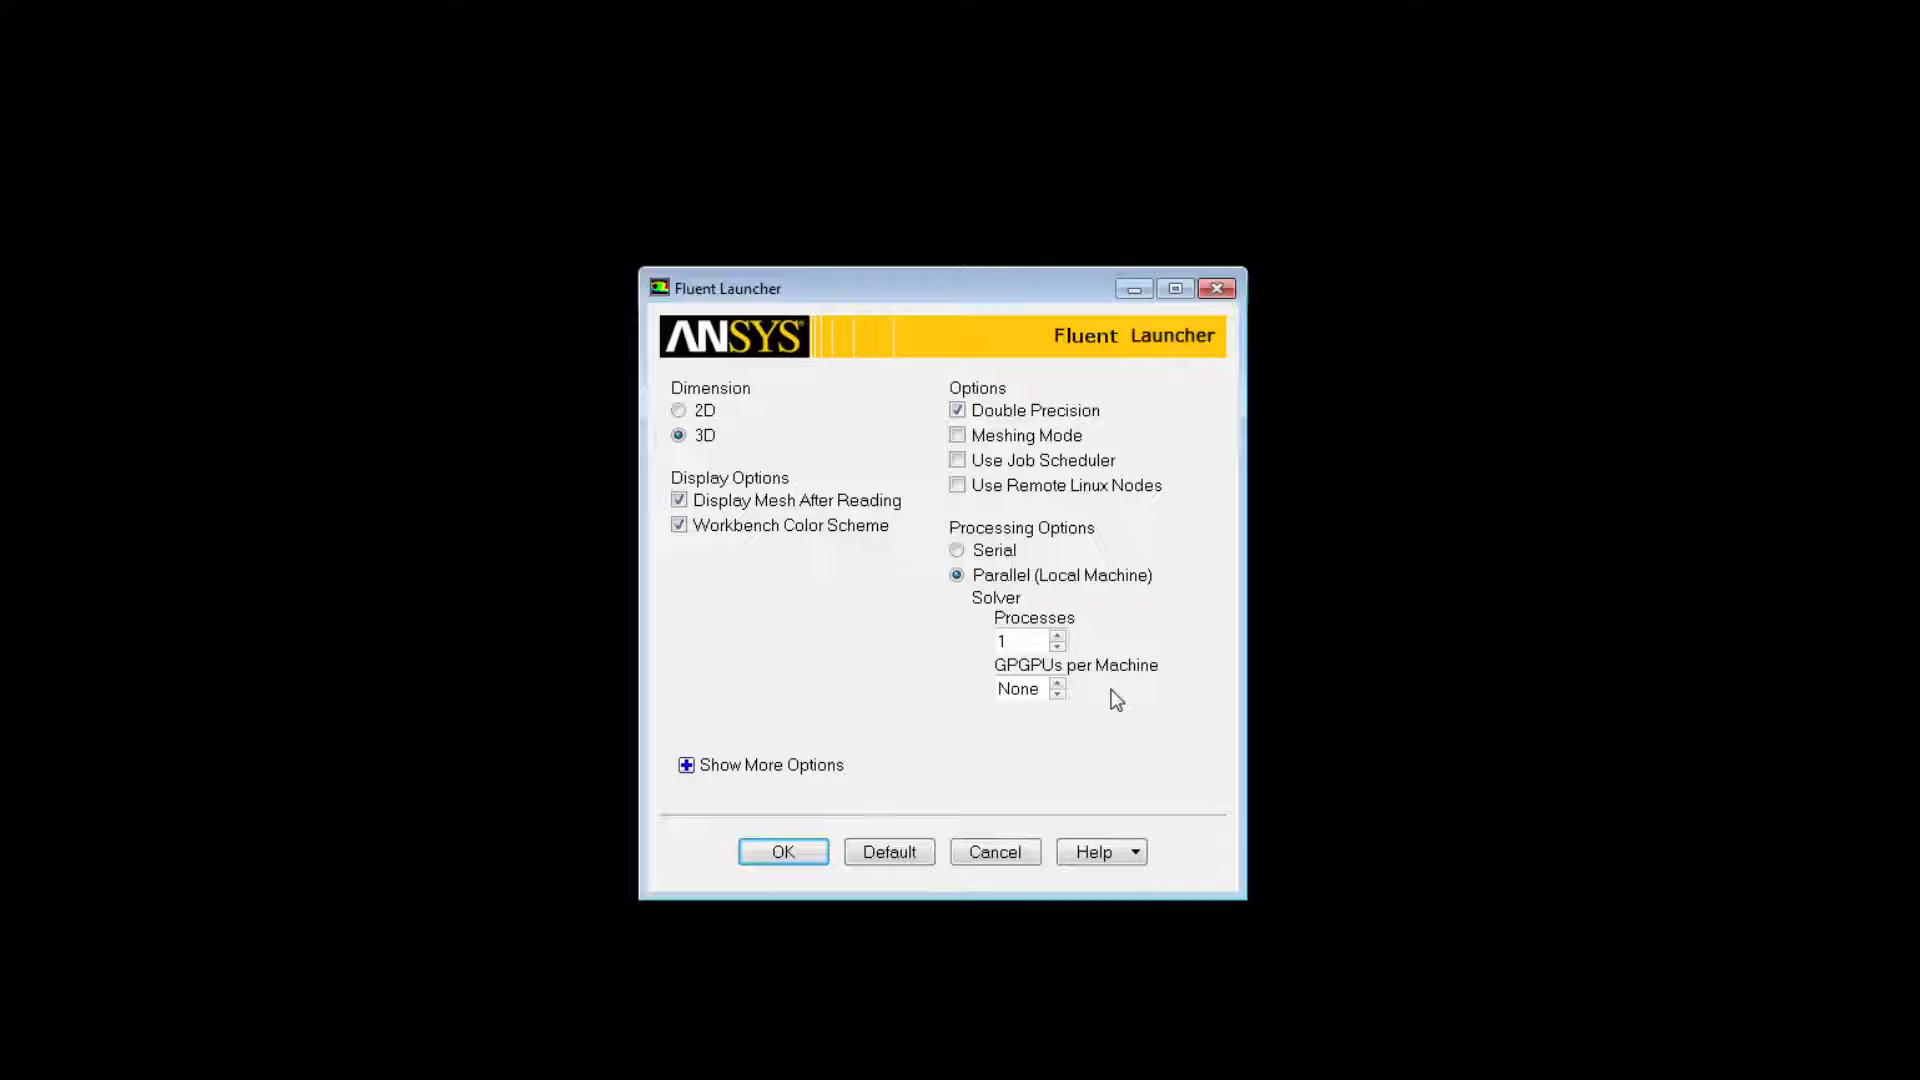 Fluent Launcher
ANSYS®
Fluent Launcher
Dimension
2D
3D
Display Options
Display Mesh After Reading
Workbench Color Scheme
Options
Double Precision
Meshing Mode
Use Job Scheduler
Use Remote Linux Nodes
Processing Options
Serial
Parallel (Local Machine)
Solver
Processes
1
GPGPUs per Machine
None
Show More Options
OK
Default
Cancel
Help